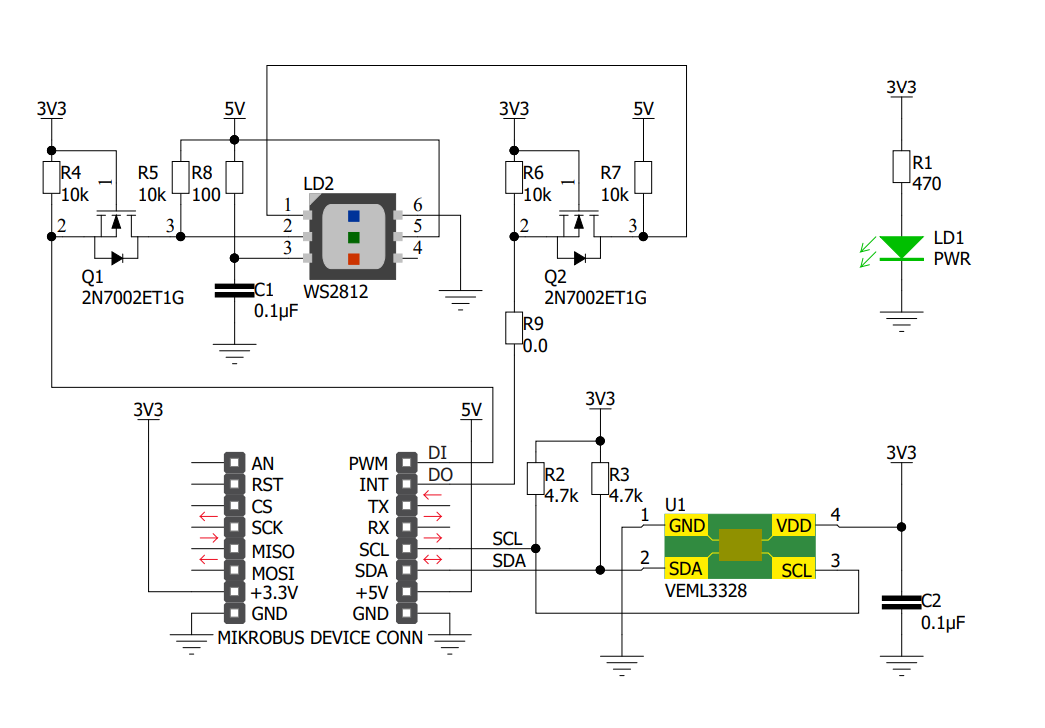 3V3
5V
3V3
5V
3V3
R4
10k
1
R5
10k
R8
100
LD2
R6
10k
1
R7
10k
R1
470
1
6
2
3
2
5
2
3
3
4
LD1
PWR
Q1
2N7002ET1G
C1
0.1µF
WS2812
Q2
2N7002ET1G
R9
0.0
3V3
5V
3V3
3V3
AN
PWM
DI
RST
INT
DO
CS
TX
SCK
RX
MISO
SCL
SCL
MOSI
SDA
SDA
+3.3V
+5V
GND
GND
MIKROBUS DEVICE CONN
R2
4.7k
R3
4.7k
U1
1
GND
VDD
4
2
SDA
SCL
3
VEML3328
C2
0.1µF